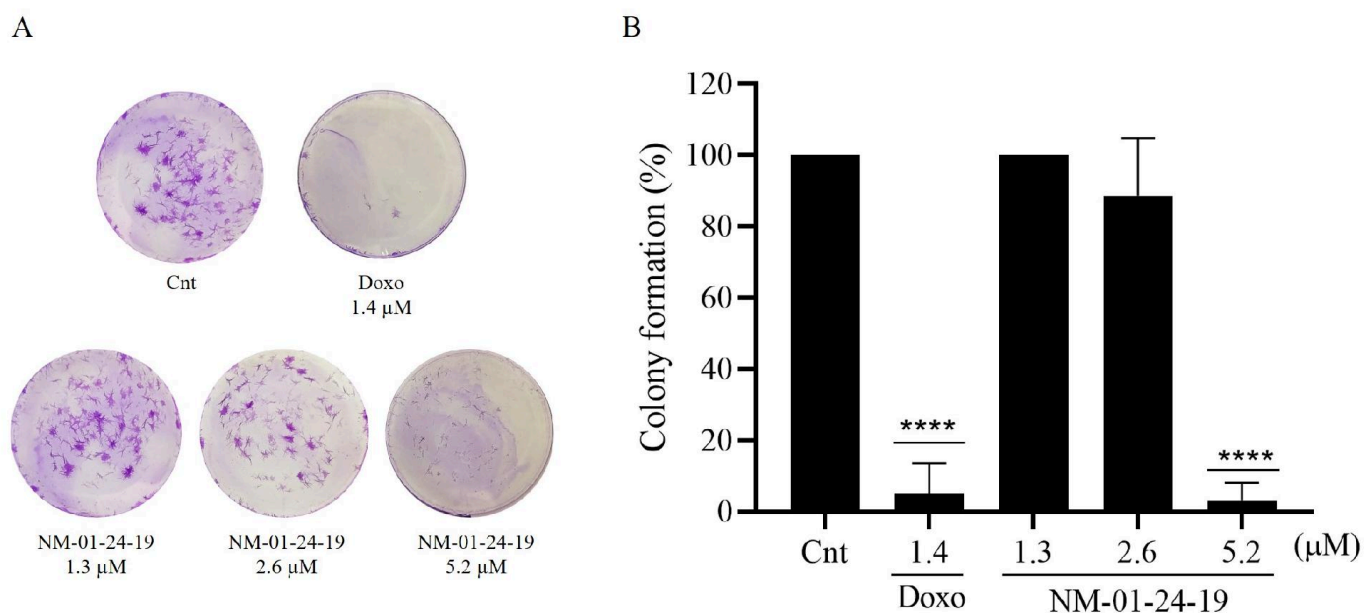 A
Cnt
Doxo
1.4 µM
NM-01-24-19
1.3 µM
NM-01-24-19
2.6 µM
NM-01-24-19
5.2 µM
B
Colony formation (%)
120
100
80
60
40
20
0
****
****
Cnt 1.4 1.3 2.6 5.2 (µM)
Doxo NM-01-24-19